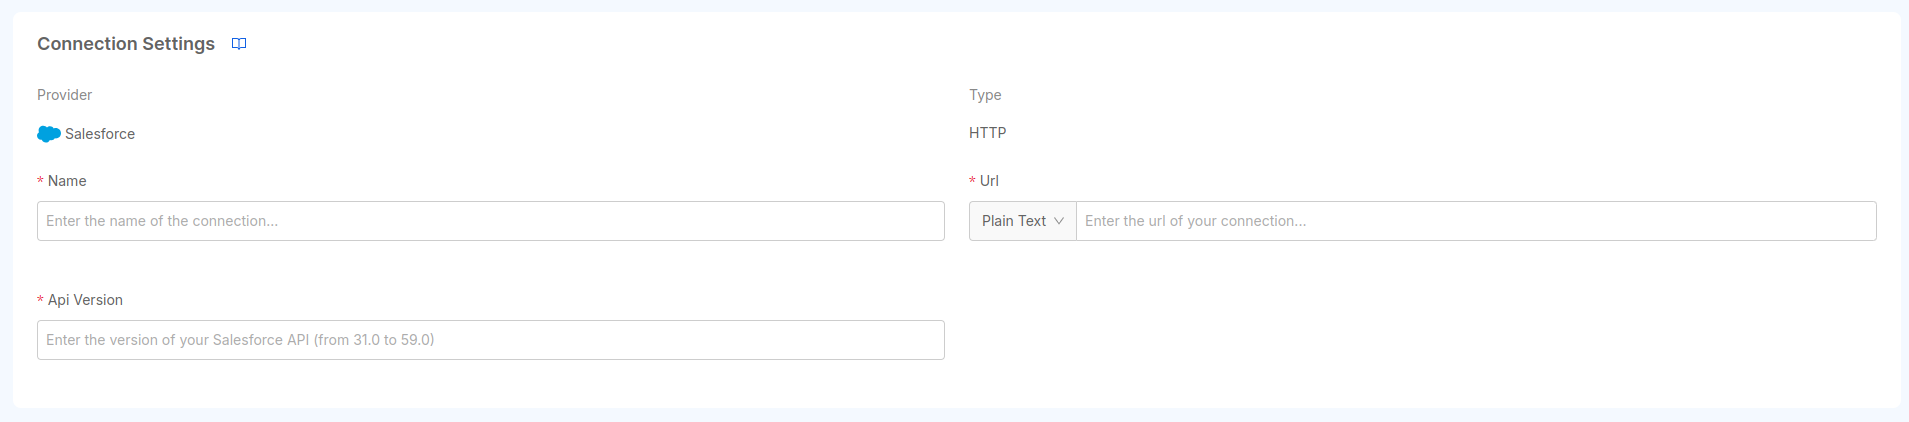 Connection Settings
Provider
Type
Salesforce
HTTP
* Name
* Url
Enter the name of the connection...
Plain Text
Enter the url of your connection...
* Api Version
Enter the version of your Salesforce API (from 31.0 to 59.0)